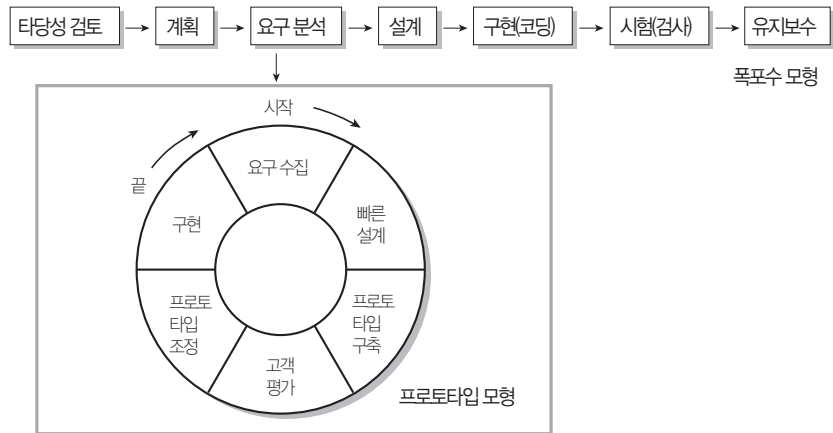 타당성 검토 계획 요구 분석 설계 구현(코딩) 시험(검사) 유지보수
폭포수 모형
시작
끝
요구 수집
빠른
설계
구현
프로토
타입
조정
프로토
타입
구축
고객
평가
프로토타입 모형